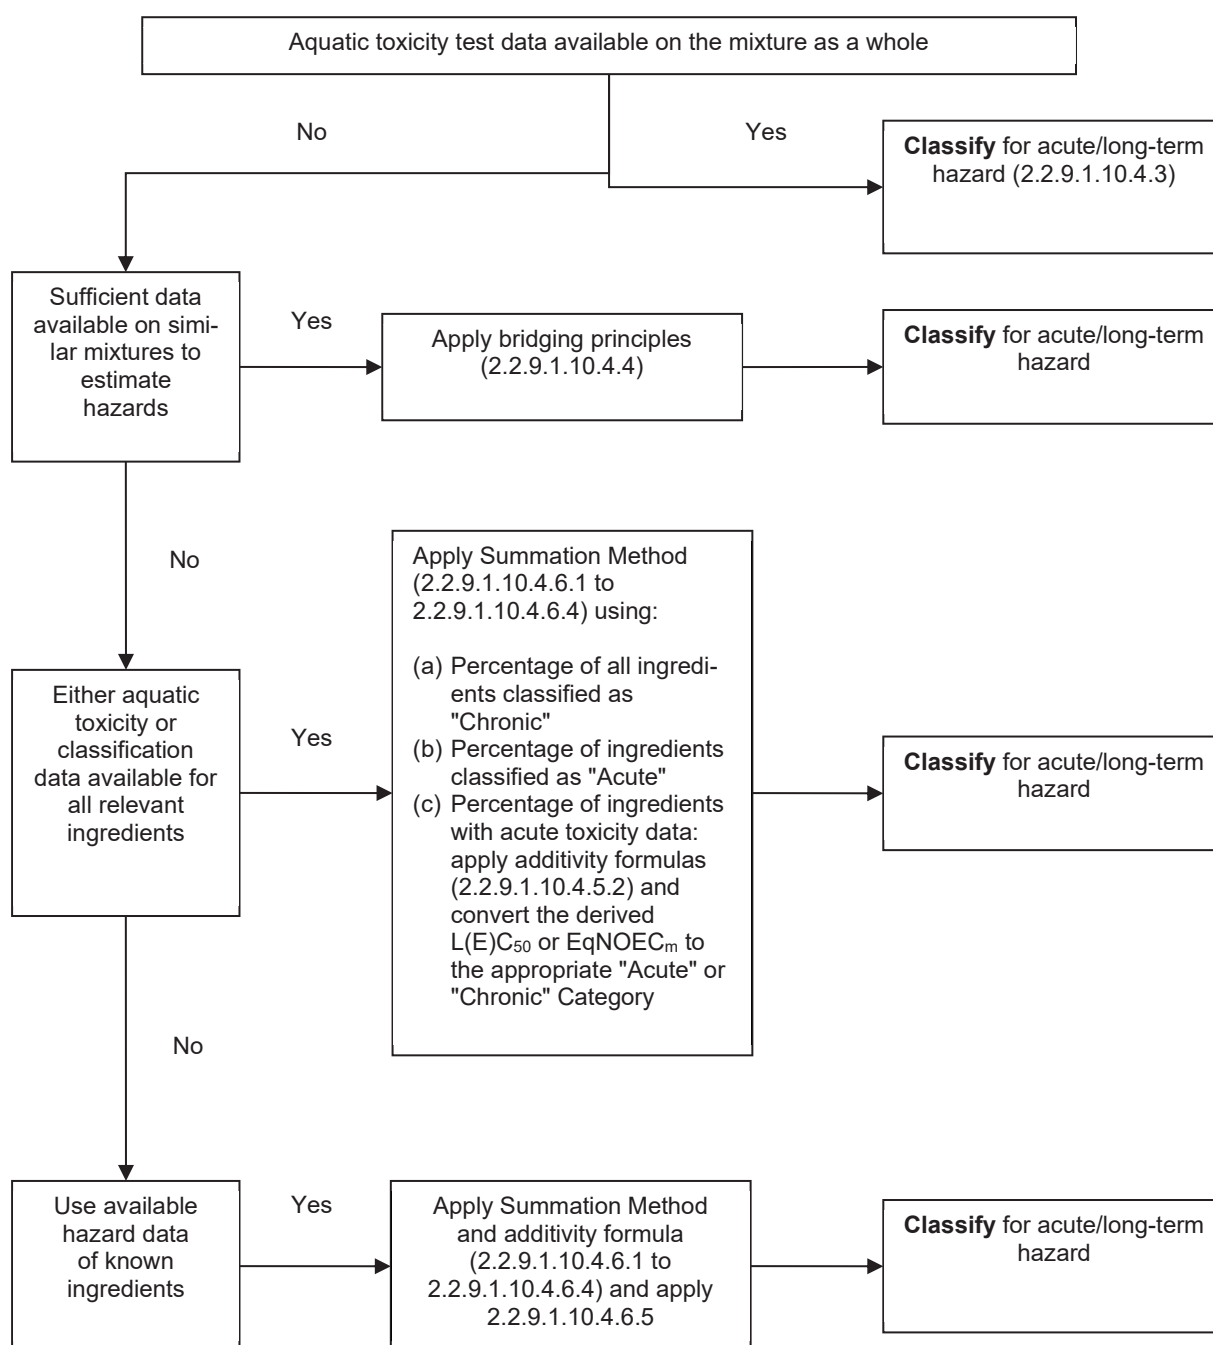 Aquatic toxicity test data available on the mixture as a whole
No
Yes
Classify for acute/long-term
hazard (2.2.9.1.10.4.3)
Sufficient data
available on simi-
lar mixtures to
estimate
hazards
Yes
Apply bridging principles
(2.2.9.1.10.4.4)
Classify for acute/long-term
hazard
No
Either aquatic
toxicity or
classification
data available for
all relevant
ingredients
Yes
Apply Summation Method
(2.2.9.1.10.4.6.1 to
2.2.9.1.10.4.6.4) using:
(a) Percentage of all ingredi-
ents classified as
"Chronic"
(b) Percentage of ingredients
classified as "Acute"
(c) Percentage of ingredients
with acute toxicity data:
apply additivity formulas
(2.2.9.1.10.4.5.2) and
convert the derived
L(E)C₅₀ or EqNOECₘ to
the appropriate "Acute" or
"Chronic" Category
Classify for acute/long-term
hazard
No
Use available
hazard data
of known
ingredients
Yes
Apply Summation Method
and additivity formula
(2.2.9.1.10.4.6.1 to
2.2.9.1.10.4.6.4) and apply
2.2.9.1.10.4.6.5
Classify for acute/long-term
hazard